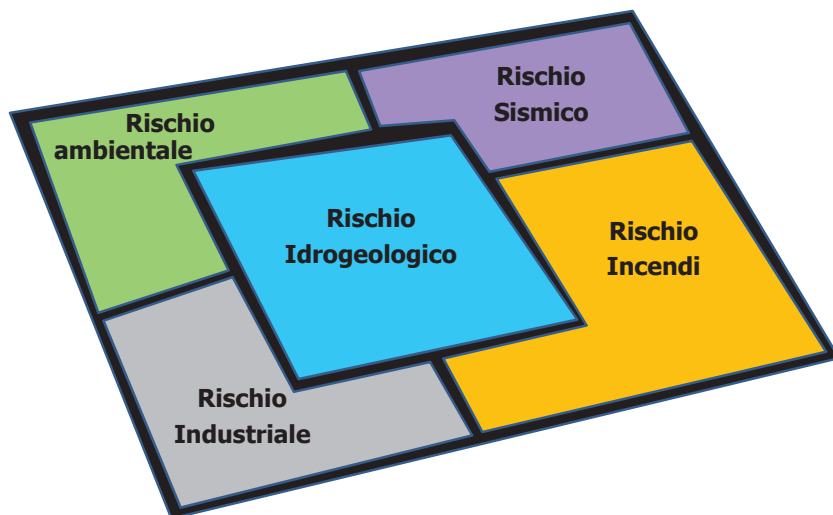 Rischio
ambientale
Rischio
Sismico
Rischio
Idrogeologico
Rischio
Incendi
Rischio
Industriale